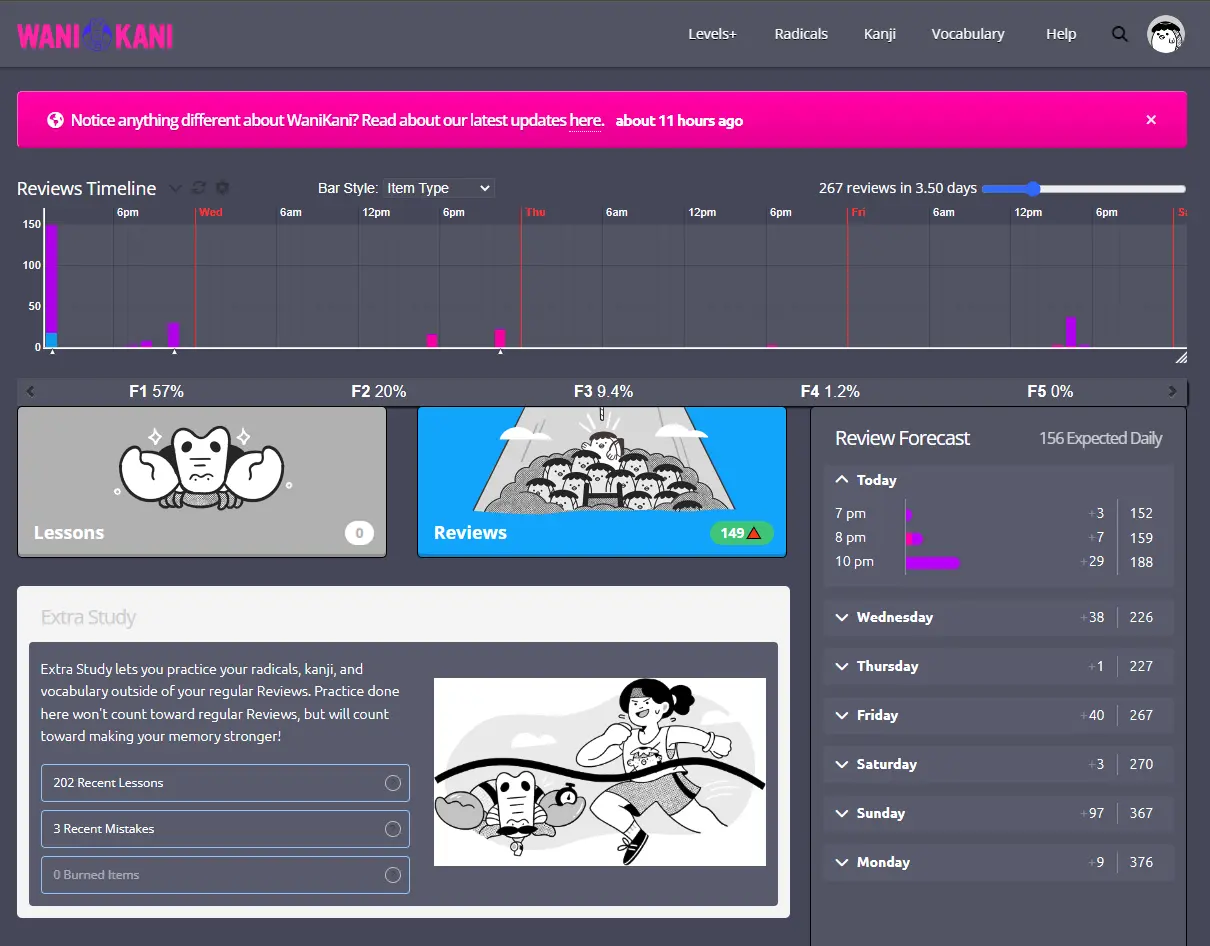 WANI KANI
Levels+ Radicals Kanji Vocabulary Help
Notice anything different about WaniKani? Read about our latest updates here. about 11 hours ago ×
Reviews Timeline
Bar Style: Item Type
267 reviews in 3.50 days
6pm Wed 6am 12pm 6pm Thu 6am 12pm 6pm Fri 6am 12pm 6pm S
150
100
50
0
F1 57% F2 20% F3 9.4% F4 1.2% F5 0%
Lessons 0
Reviews 149
Review Forecast 156 Expected Daily
Today
7 pm +3 152
8 pm +7 159
10 pm +29 188
Wednesday +38 226
Thursday +1 227
Friday +40 267
Saturday +3 270
Sunday +97 367
Monday +9 376
Extra Study
Extra Study lets you practice your radicals, kanji, and
vocabulary outside of your regular Reviews. Practice done
here won't count toward regular Reviews, but will count
toward making your memory stronger!
202 Recent Lessons
3 Recent Mistakes
0 Burned Items